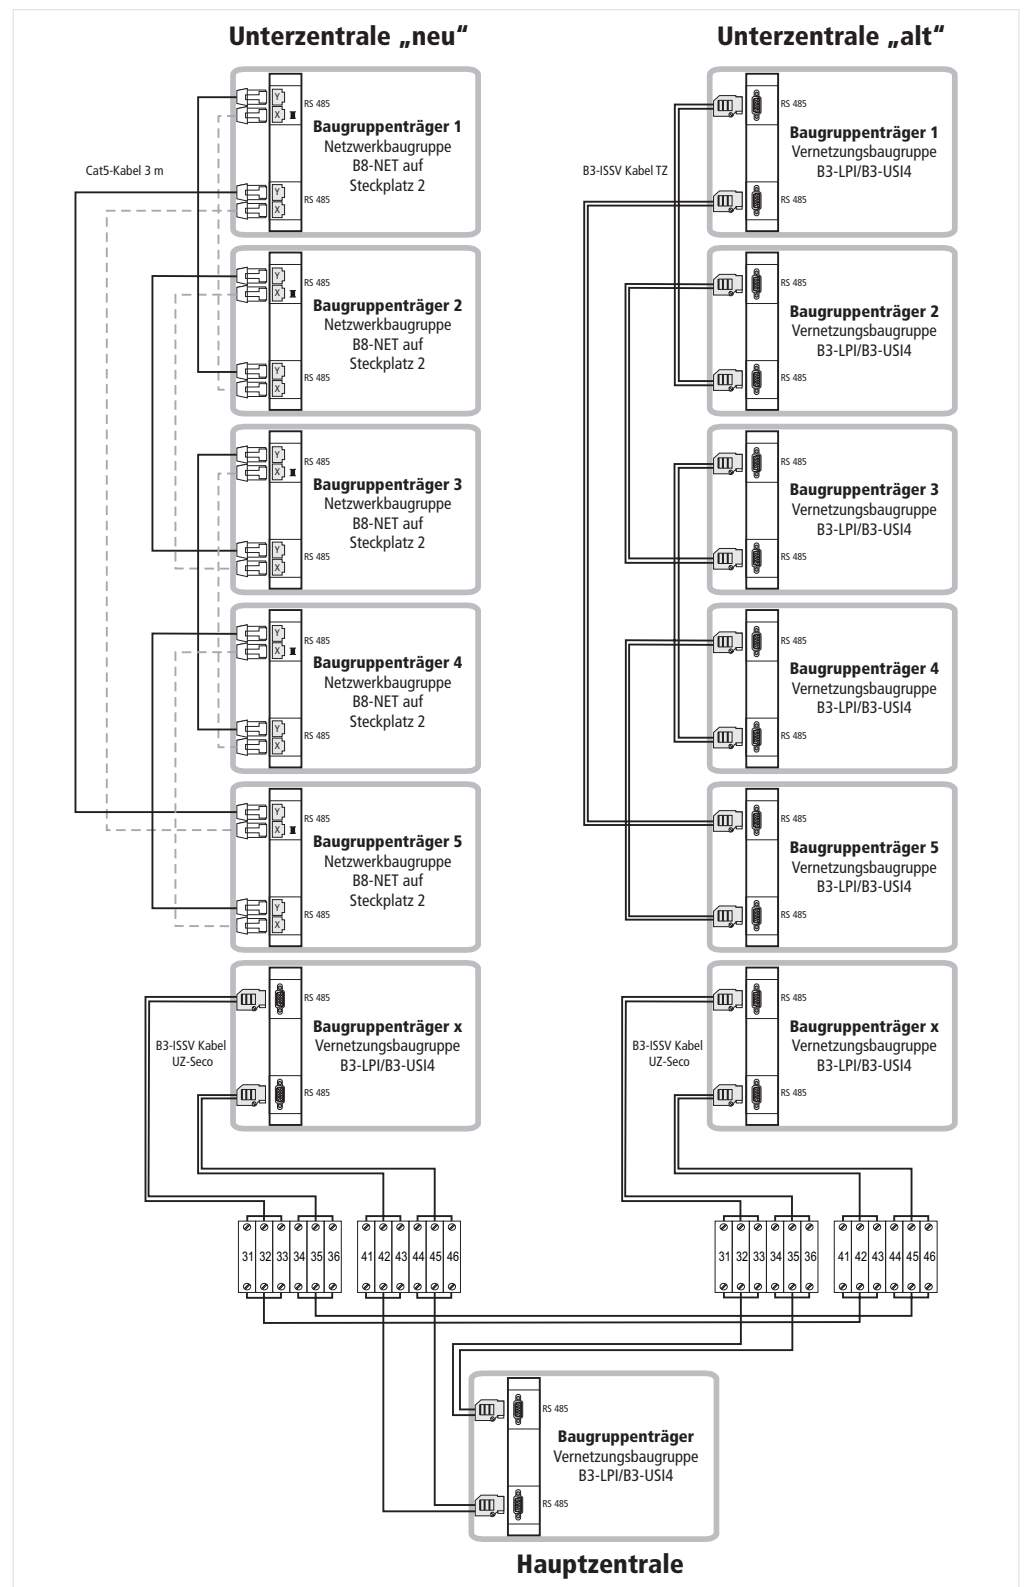 Unterzentrale „neu“
Unterzentrale „alt“
Y
X
RS 485
Baugruppenträger 1
Netzwerkbaugruppe
B8-NET auf
Steckplatz 2
Cat5-Kabel 3 m
Y
X
RS 485
Y
X
RS 485
Baugruppenträger 2
Netzwerkbaugruppe
B8-NET auf
Steckplatz 2
Y
X
RS 485
Y
X
RS 485
Baugruppenträger 3
Netzwerkbaugruppe
B8-NET auf
Steckplatz 2
Y
X
RS 485
Y
X
RS 485
Baugruppenträger 4
Netzwerkbaugruppe
B8-NET auf
Steckplatz 2
Y
X
RS 485
Y
X
RS 485
Baugruppenträger 5
Netzwerkbaugruppe
B8-NET auf
Steckplatz 2
Y
X
RS 485
RS 485
Baugruppenträger x
Vernetzungsbaugruppe
B3-LPI/B3-USI4
B3-ISSV Kabel
UZ-Seco
RS 485
31 32 33 34 35 36 41 42 43 44 45 46
RS 485
Baugruppenträger 1
Vernetzungsbaugruppe
B3-LPI/B3-USI4
B3-ISSV Kabel TZ
RS 485
RS 485
Baugruppenträger 2
Vernetzungsbaugruppe
B3-LPI/B3-USI4
RS 485
RS 485
Baugruppenträger 3
Vernetzungsbaugruppe
B3-LPI/B3-USI4
RS 485
RS 485
Baugruppenträger 4
Vernetzungsbaugruppe
B3-LPI/B3-USI4
RS 485
RS 485
Baugruppenträger 5
Vernetzungsbaugruppe
B3-LPI/B3-USI4
RS 485
RS 485
Baugruppenträger x
Vernetzungsbaugruppe
B3-LPI/B3-USI4
B3-ISSV Kabel
UZ-Seco
RS 485
31 32 33 34 35 36 41 42 43 44 45 46
RS 485
Baugruppenträger
Vernetzungsbaugruppe
B3-LPI/B3-USI4
RS 485
Hauptzentrale